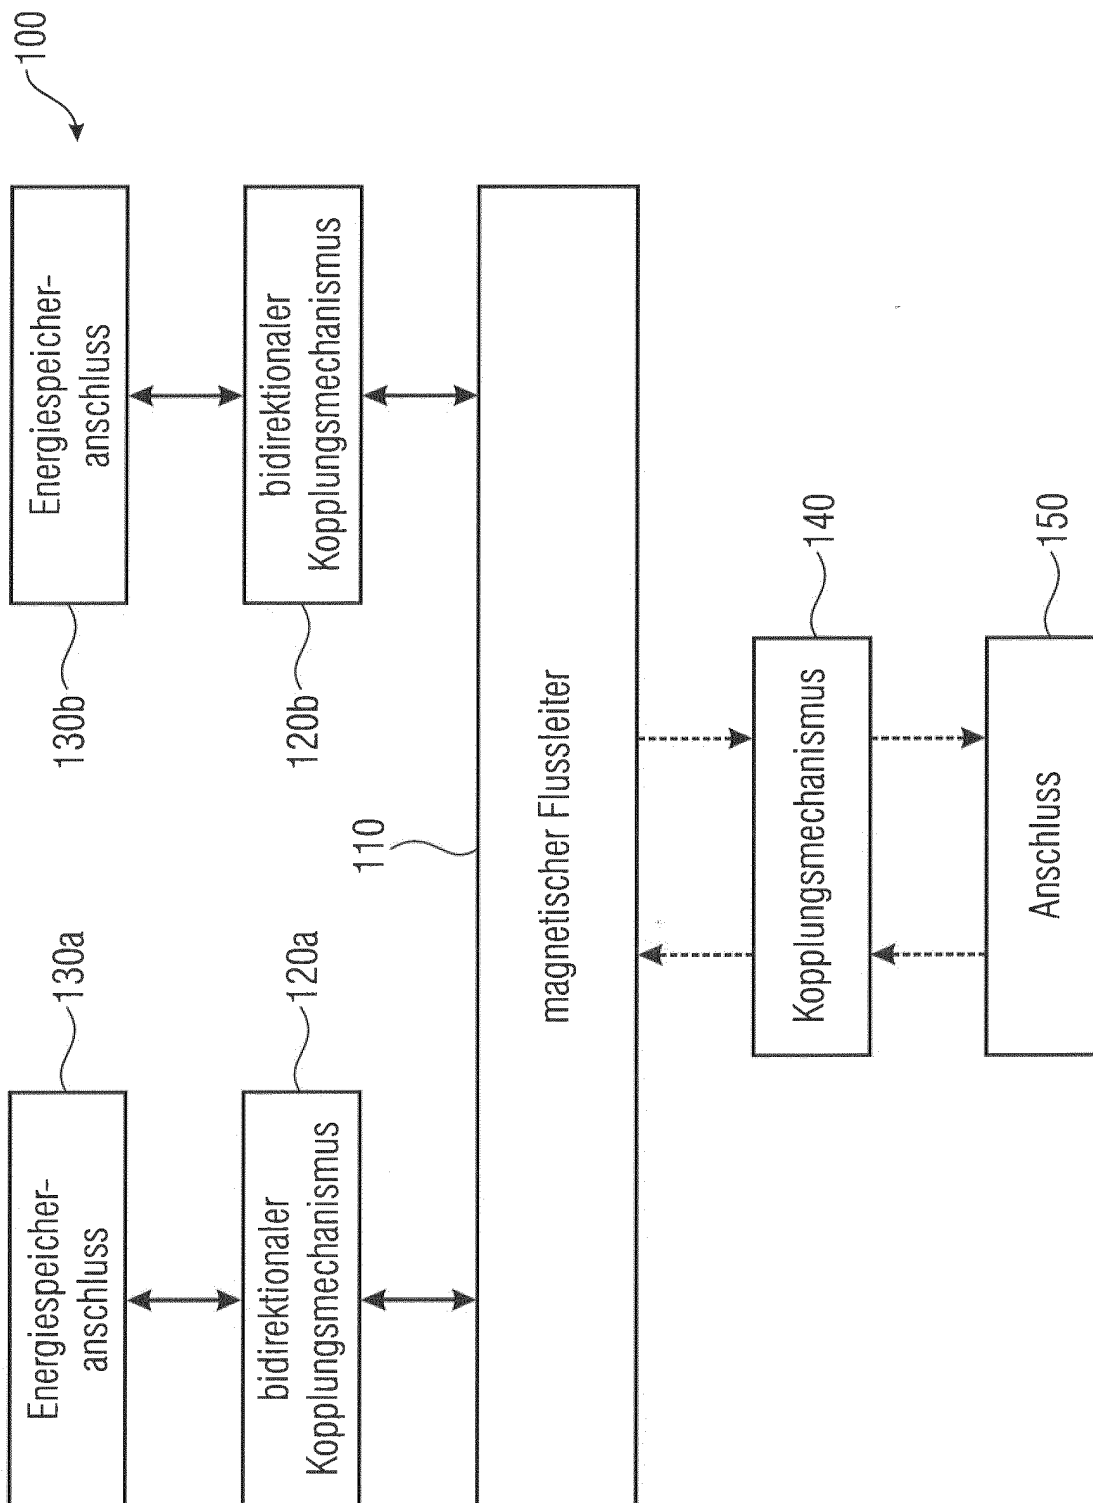 100
Energiespeicher-
anschluss
130a
Energiespeicher-
anschluss
130b
bidirektionaler
Kopplungsmechanismus
120a
bidirektionaler
Kopplungsmechanismus
120b
110
magnetischer Flussleiter
Kopplungsmechanismus
140
Anschluss
150